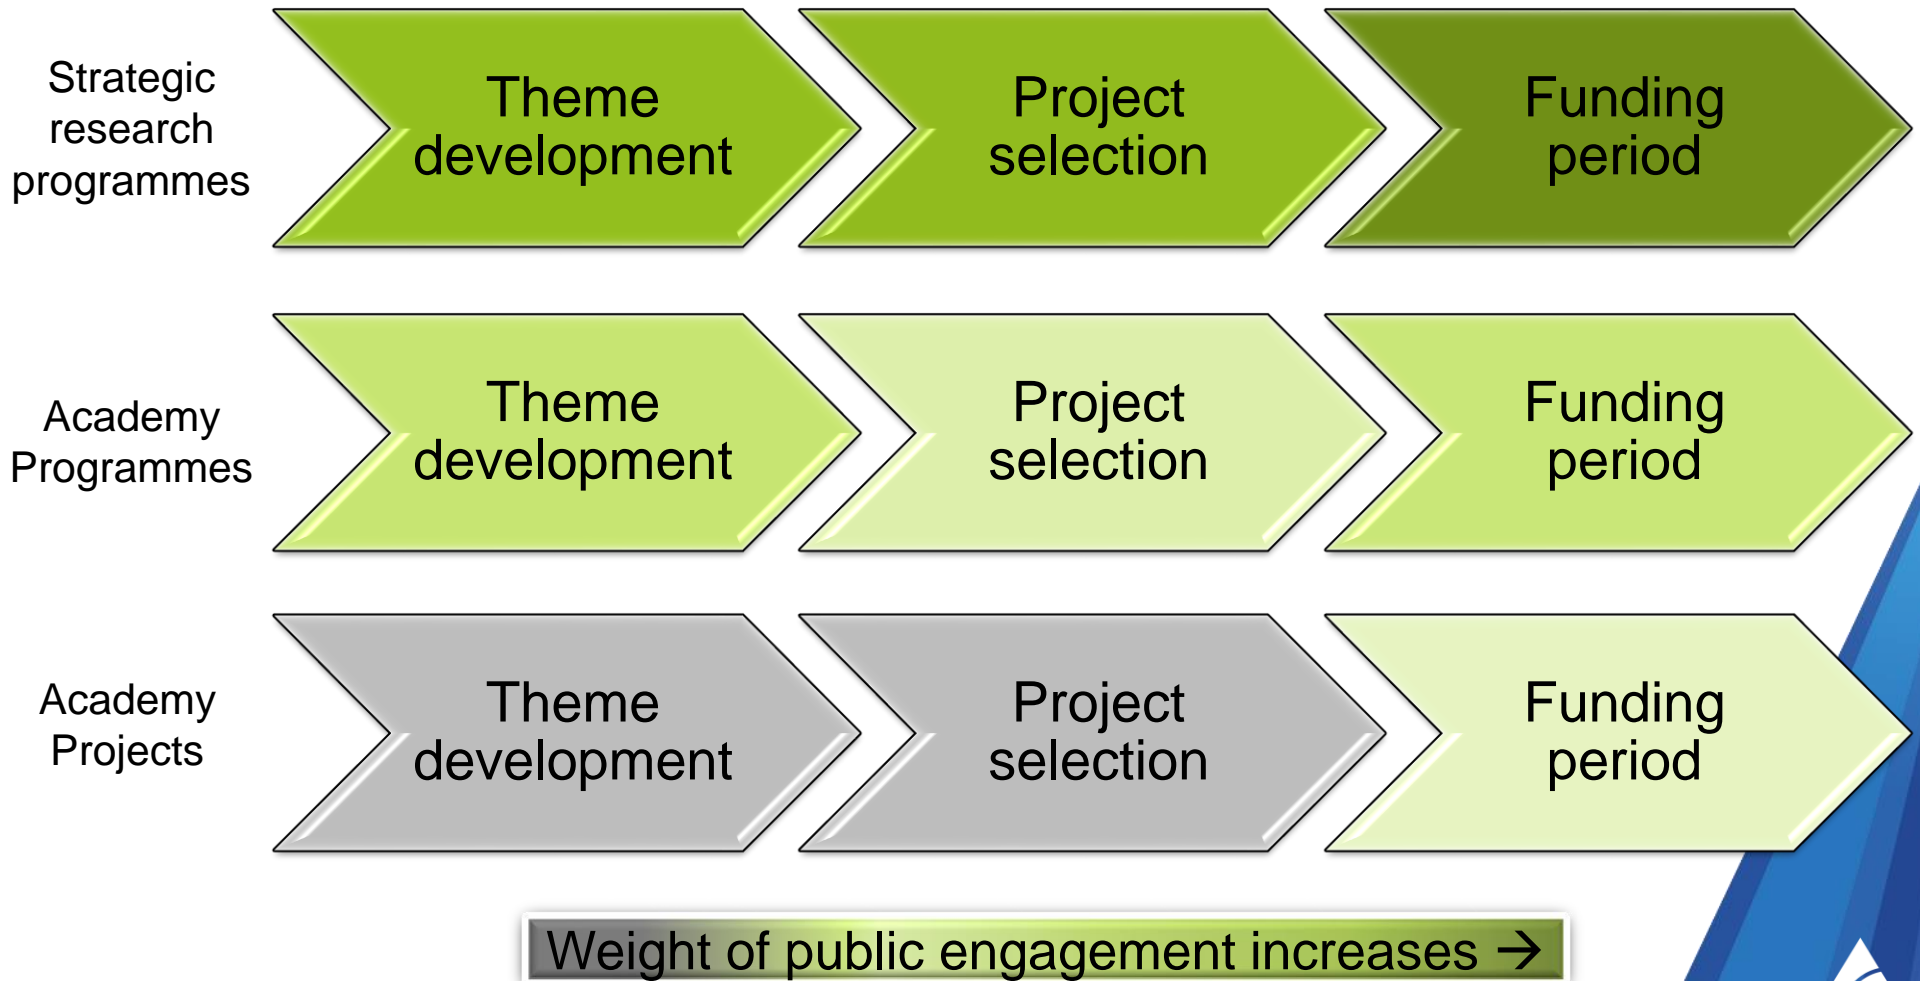 Strategic
research
programmes
Theme
development
Project
selection
Funding
period
Academy
Programmes
Theme
development
Project
selection
Funding
period
Academy
Projects
Theme
development
Project
selection
Funding
period
Weight of public engagement increases →